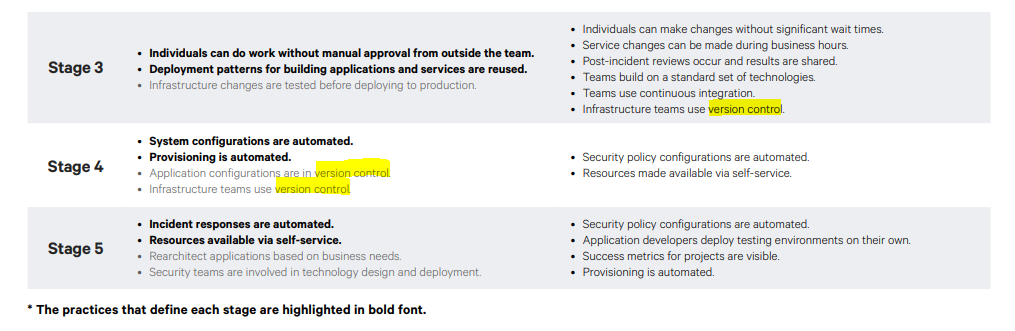 Stage 3
• Individuals can do work without manual approval from outside the team.
• Deployment patterns for building applications and services are reused.
• Infrastructure changes are tested before deploying to production.
• Individuals can make changes without significant wait times.
• Service changes can be made during business hours.
• Post-incident reviews occur and results are shared.
• Teams build on a standard set of technologies.
• Teams use continuous integration.
• Infrastructure teams use version control.
Stage 4
• System configurations are automated.
• Provisioning is automated.
• Application configurations are in version control.
• Infrastructure teams use version control.
• Security policy configurations are automated.
• Resources made available via self-service.
Stage 5
• Incident responses are automated.
• Resources available via self-service.
• Rearchitect applications based on business needs.
• Security teams are involved in technology design and deployment.
• Security policy configurations are automated.
• Application developers deploy testing environments on their own.
• Success metrics for projects are visible.
• Provisioning is automated.
* The practices that define each stage are highlighted in bold font.